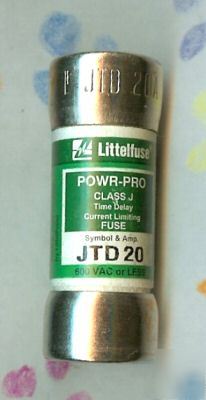 JTD 20A
Littelfuse
POWR-PRO
CLASS J
Time Delay
Current Limiting
FUSE
Symbol & Amp.
JTD 20
600 VAC or LESS